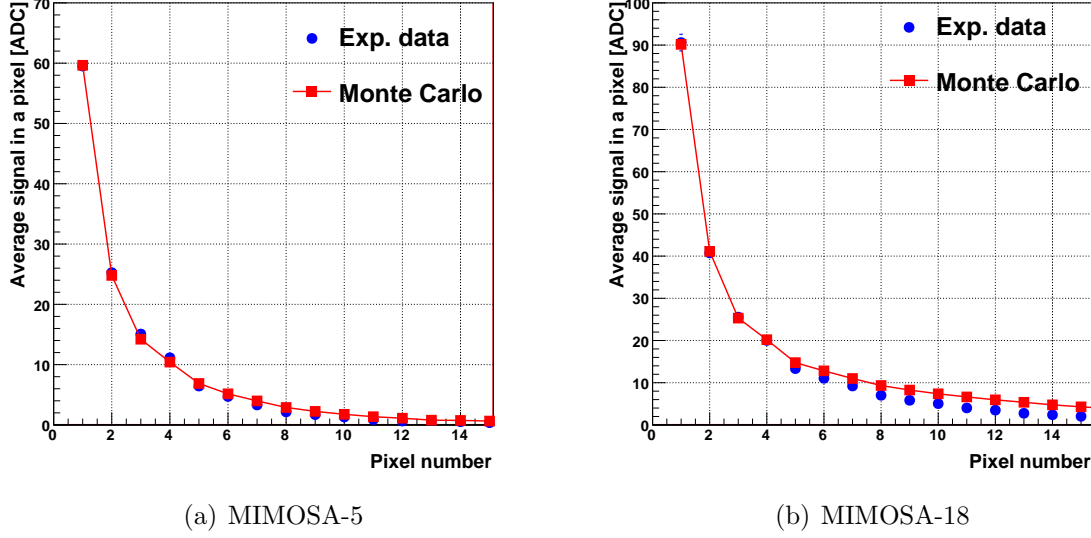 Average signal in a pixel [ADC]
70
60
50
40
30
20
10
0
0 2 4 6 8 10 12 14
Pixel number
Exp. data
Monte Carlo
(a) MIMOSA-5
Average signal in a pixel [ADC]
100
90
80
70
60
50
40
30
20
10
0
0 2 4 6 8 10 12 14
Pixel number
Exp. data
Monte Carlo
(b) MIMOSA-18